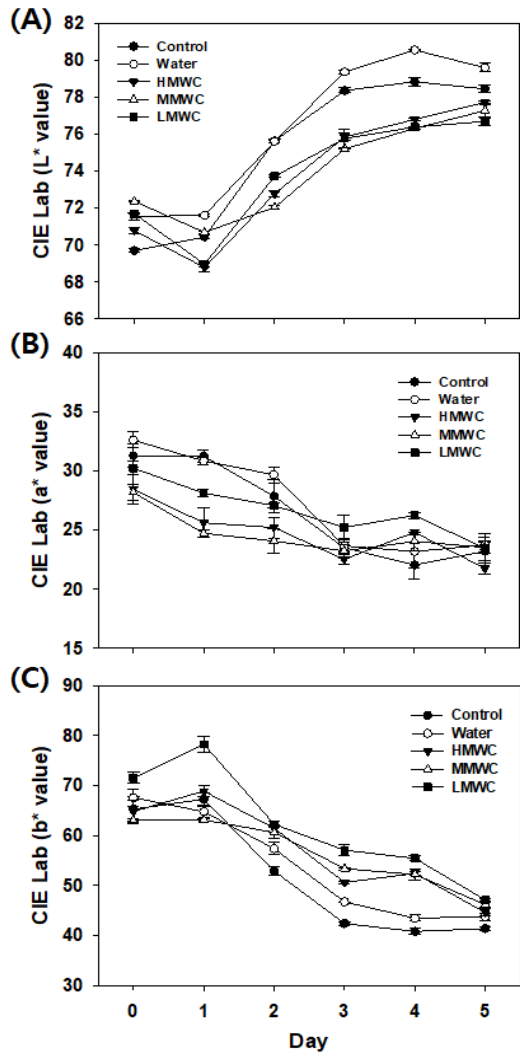 (A)
CIE Lab (L* value)
82
80
78
76
74
72
70
68
66
Control
Water
HMWC
MMWC
LMWC
(B)
CIE Lab (a* value)
40
35
30
25
20
15
Control
Water
HMWC
MMWC
LMWC
(C)
CIE Lab (b* value)
90
80
70
60
50
40
30
Control
Water
HMWC
MMWC
LMWC
0 1 2 3 4 5
Day